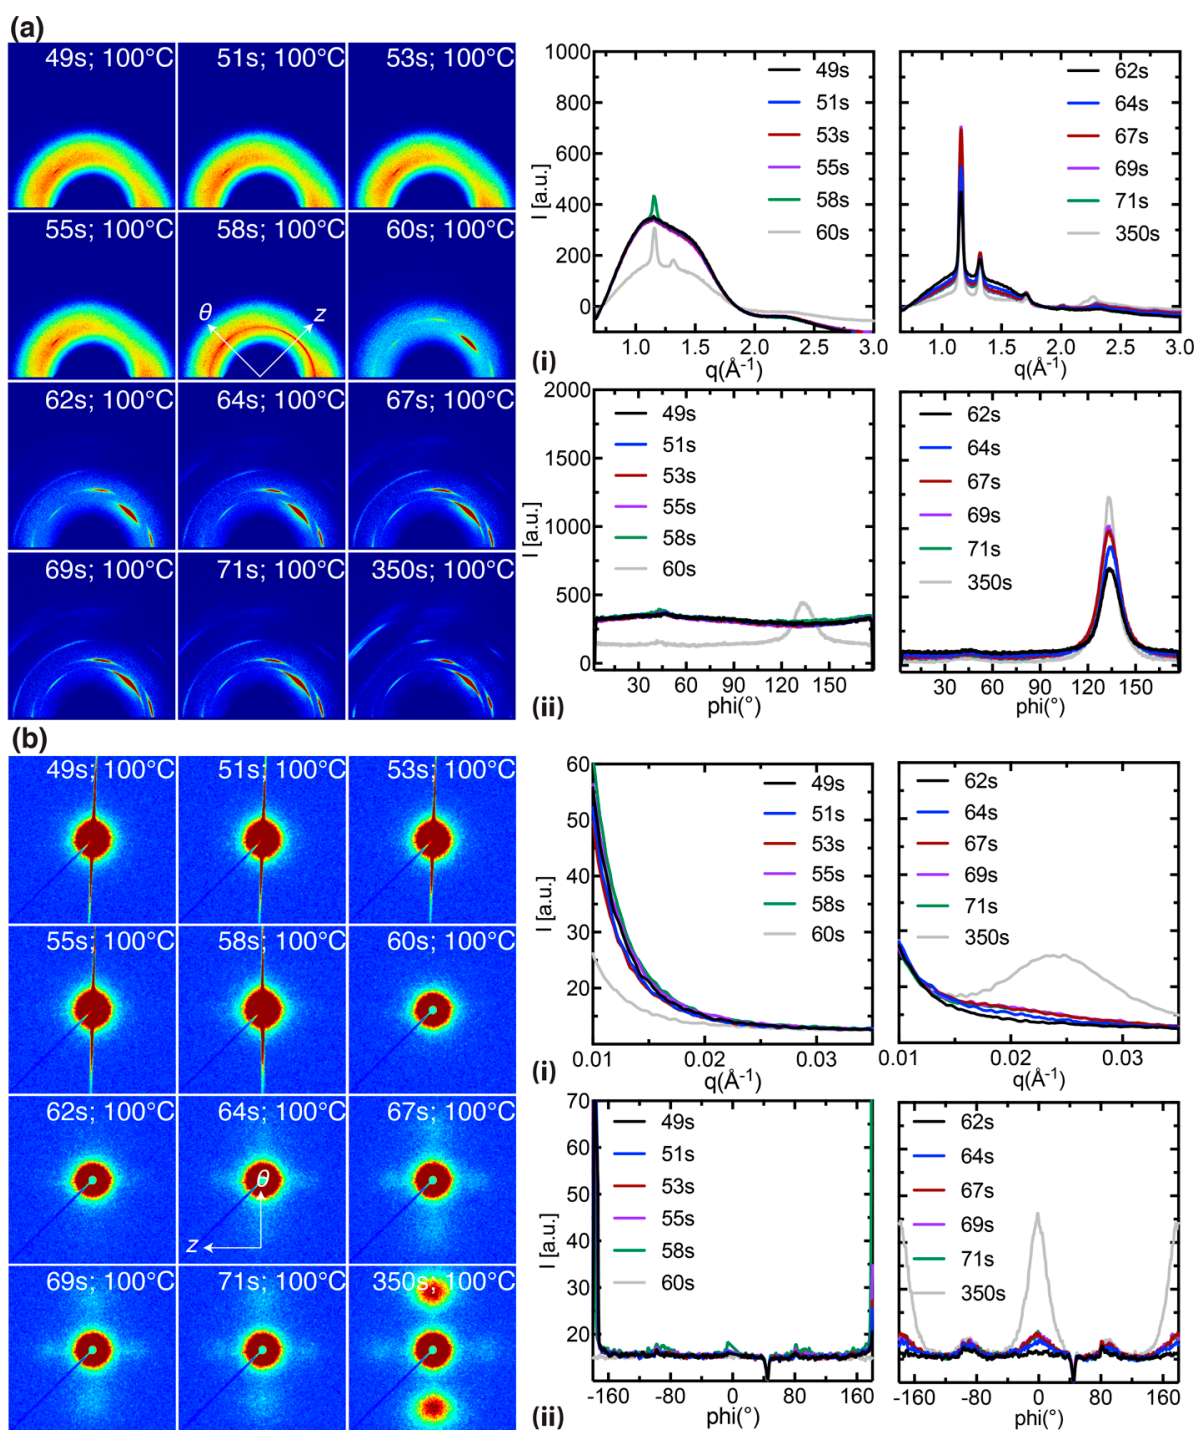 (a)
49s; 100°C 51s; 100°C 53s; 100°C
55s; 100°C 58s; 100°C 60s; 100°C
θ z
62s; 100°C 64s; 100°C 67s; 100°C
69s; 100°C 71s; 100°C 350s; 100°C
1000
800
600
400
200
0
I [a.u.]
49s
51s
53s
55s
58s
60s
1.0 1.5 2.0 2.5 3.0
q(Å⁻¹)
62s
64s
67s
69s
71s
350s
1.0 1.5 2.0 2.5 3.0
q(Å⁻¹)
(i)
2000
1500
1000
500
0
I [a.u.]
49s
51s
53s
55s
58s
60s
30 60 90 120 150
phi(°)
62s
64s
67s
69s
71s
350s
30 60 90 120 150
phi(°)
(ii)
(b)
49s; 100°C 51s; 100°C 53s; 100°C
55s; 100°C 58s; 100°C 60s; 100°C
62s; 100°C 64s; 100°C 67s; 100°C
θ
z
69s; 100°C 71s; 100°C 350s; 100°C
60
50
40
30
20
I [a.u.]
49s
51s
53s
55s
58s
60s
0.01 0.02 0.03
q(Å⁻¹)
62s
64s
67s
69s
71s
350s
0.01 0.02 0.03
q(Å⁻¹)
(i)
70
60
50
40
30
20
I [a.u.]
49s
51s
53s
55s
58s
60s
-160 -80 0 80 160
phi(°)
62s
64s
67s
69s
71s
350s
-160 -80 0 80 160
phi(°)
(ii)